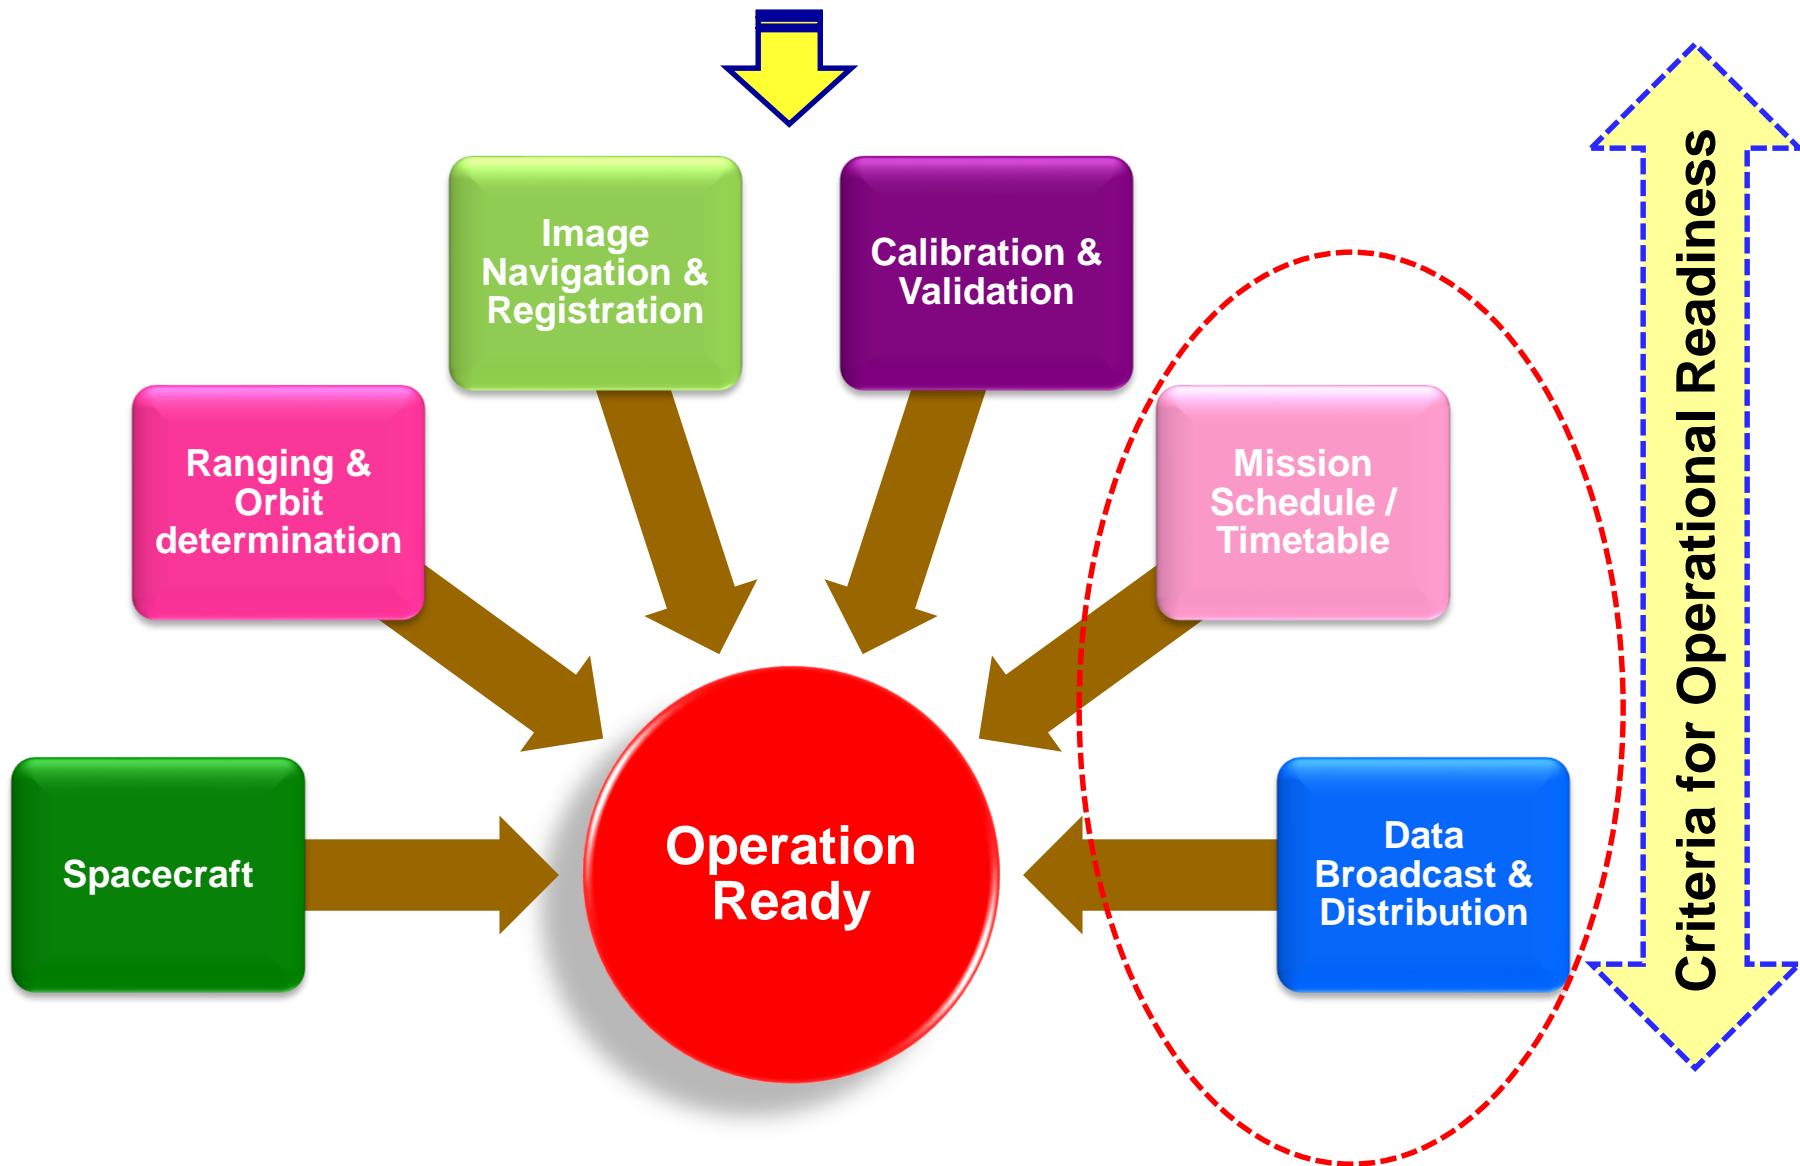 Image
Navigation &
Registration
Calibration &
Validation
Ranging &
Orbit
determination
Mission
Schedule /
Timetable
Spacecraft
Operation
Ready
Data
Broadcast &
Distribution
Criteria for Operational Readiness